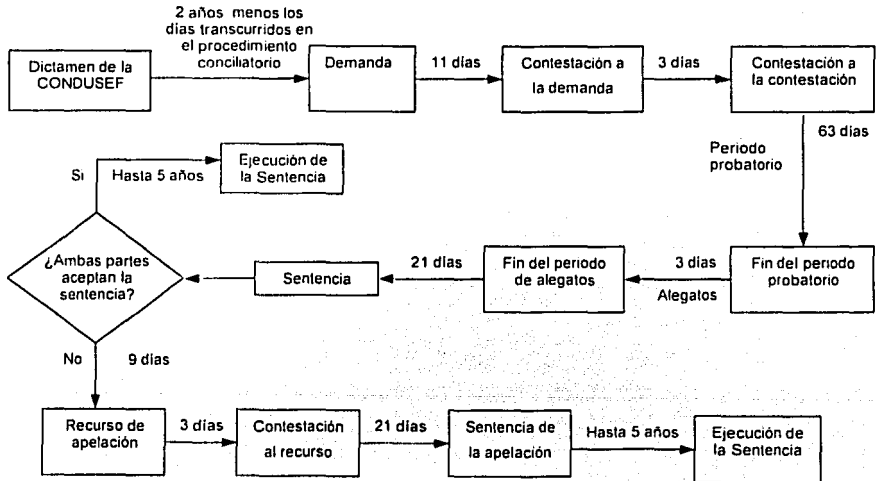 2 años menos los
días transcurridos en
el procedimiento
conciliatorio
Dictamen de la
CONDUSEF
Demanda
11 días
Contestación a
la demanda
3 días
Contestación a
la contestación
63 días
Periodo
probatorio
Si
Hasta 5 años
Ejecución de
la Sentencia
¿Ambas partes
aceptan la
sentencia?
Sentencia
21 días
Fin del periodo
de alegatos
3 días
Alegatos
Fin del periodo
probatorio
No
9 días
Recurso de
apelación
3 días
Contestación
al recurso
21 días
Sentencia de
la apelación
Hasta 5 años
Ejecución de
la Sentencia